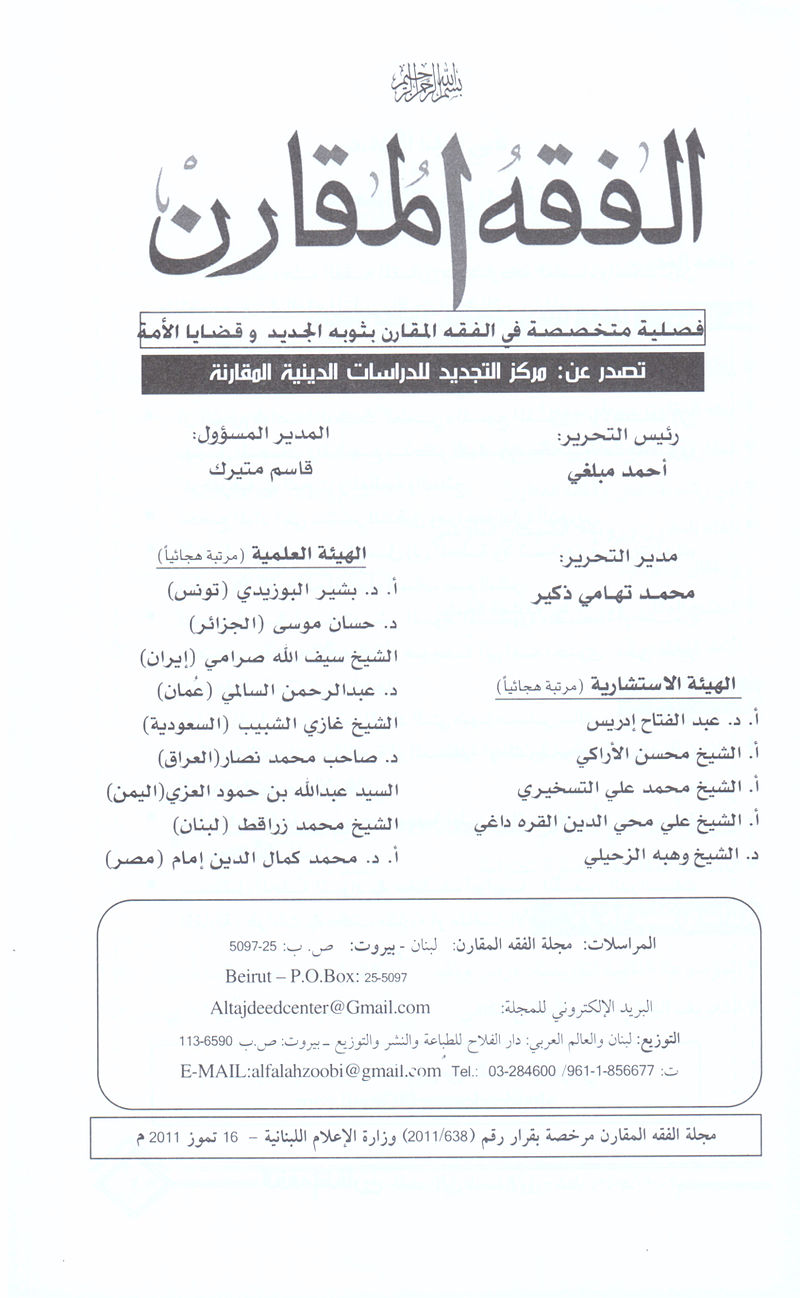 بسم الله الرحمن الرحيم
الفقه المقارن
فصلية متخصصة في الفقه المقارن بثوبه الجديد وقضايا الأمة
تصدر عن: مركز التجديد للدراسات الدينية المقارنة
رئيس التحرير:
أحمد مبلغي
المدير المسؤول:
قاسم متيرك
مدير التحرير:
محمد تهامي ذكير
الهيئة الاستشارية (مرتبة هجائياً)
أ. د. عبد الفتاح إدريس
أ. الشيخ محسن الأراكي
أ. الشيخ محمد علي التسخيري
أ. الشيخ علي محي الدين القره داغي
د. الشيخ وهبه الزحيلي
الهيئة العلمية (مرتبة هجائياً)
أ. د. بشير البوزيدي (تونس)
د. حسان موسى (الجزائر)
الشيخ سيف الله صرامي (إيران)
د. عبدالرحمن السالمي (عُمان)
الشيخ غازي الشبيب (السعودية)
د. صاحب محمد نصار(العراق)
السيد عبدالله بن حمود العزي(اليمن)
الشيخ محمد زراقط (لبنان)
أ. د. محمد كمال الدين إمام (مصر)
المراسلات: مجلة الفقه المقارن: لبنان - بيروت: ص. ب: 25-5097
Beirut – P.O.Box: 25-5097
البريد الإلكتروني للمجلة: Altajdeedcenter@Gmail.com
التوزيع: لبنان والعالم العربي: دار الفلاح للطباعة والنشر والتوزيع – بيروت: ص.ب 6590-113
ت: 961-1-856677/ 03-284600 Tel.: E-MAIL:alfalahzoobi@gmail.com
مجلة الفقه المقارن مرخصة بقرار رقم (2011/638) وزارة الإعلام اللبنانية – 16 تموز 2011 م